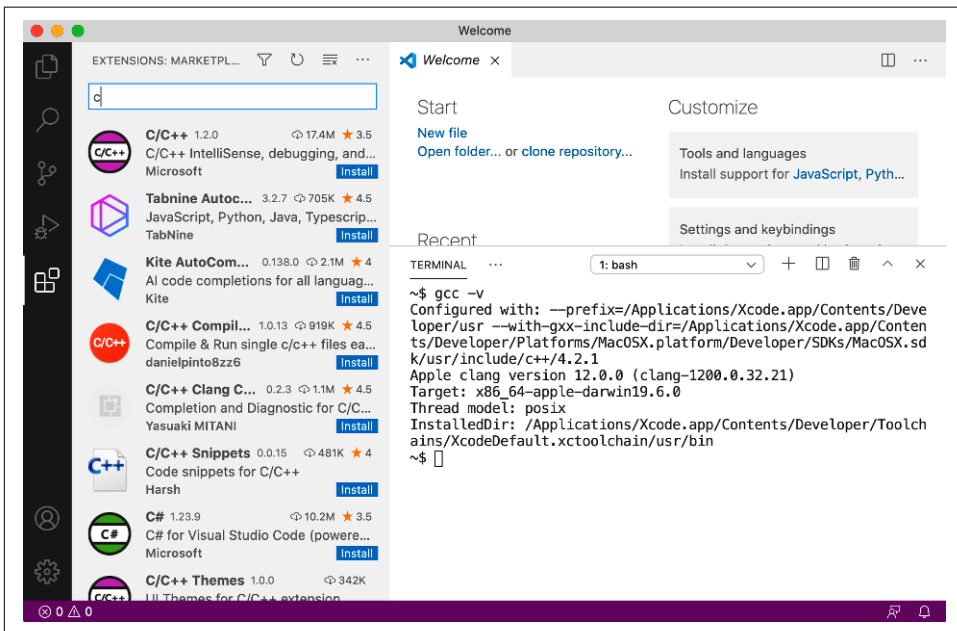 Welcome
EXTENSIONS: MARKETPL...
c
C/C++ 1.2.0 17.4M ★ 3.5
C/C++ IntelliSense, debugging, and...
Microsoft Install
Tabnine Autoc... 3.2.7 705K ★ 4.5
JavaScript, Python, Java, Typescrip...
TabNine Install
Kite AutoCom... 0.138.0 2.1M ★ 4
AI code completions for all languag...
Kite Install
C/C++ Compil... 1.0.13 919K ★ 4.5
Compile & Run single c/c++ files ea...
danielpinto8zz6 Install
C/C++ Clang C... 0.2.3 1.1M ★ 4.5
Completion and Diagnostic for C/C...
Yasuaki MITANI Install
C/C++ Snippets 0.0.15 481K ★ 4
Code snippets for C/C++
Harsh Install
C# 1.23.9 10.2M ★ 3.5
C# for Visual Studio Code (powere...
Microsoft Install
C/C++ Themes 1.0.0 342K
UI Themes for C/C++ extension
C/C++
C/C++
C++
C#
C/C++
Welcome ×
Start
New file
Open folder... or clone repository...
Recent
Customize
Tools and languages
Install support for JavaScript, Pyth...
Settings and keybindings
TERMINAL ... 1: bash
~$ gcc -v
Configured with: --prefix=/Applications/Xcode.app/Contents/Deve
loper/usr --with-gxx-include-dir=/Applications/Xcode.app/Conten
ts/Developer/Platforms/MacOSX.platform/Developer/SDKs/MacOSX.sd
k/usr/include/c++/4.2.1
Apple clang version 12.0.0 (clang-1200.0.32.21)
Target: x86_64-apple-darwin19.6.0
Thread model: posix
InstalledDir: /Applications/Xcode.app/Contents/Developer/Toolch
ains/XcodeDefault.xctoolchain/usr/bin
~$
0 0